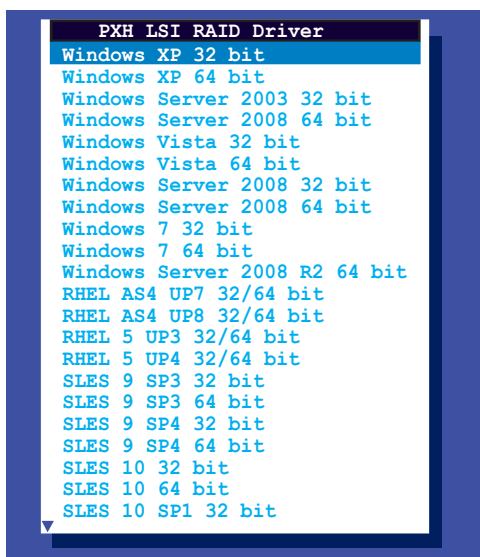 PXH LSI RAID Driver
Windows XP 32 bit
Windows XP 64 bit
Windows Server 2003 32 bit
Windows Server 2008 64 bit
Windows Vista 32 bit
Windows Vista 64 bit
Windows Server 2008 32 bit
Windows Server 2008 64 bit
Windows 7 32 bit
Windows 7 64 bit
Windows Server 2008 R2 64 bit
RHEL AS4 UP7 32/64 bit
RHEL AS4 UP8 32/64 bit
RHEL 5 UP3 32/64 bit
RHEL 5 UP4 32/64 bit
SLES 9 SP3 32 bit
SLES 9 SP3 64 bit
SLES 9 SP4 32 bit
SLES 9 SP4 64 bit
SLES 10 32 bit
SLES 10 64 bit
SLES 10 SP1 32 bit